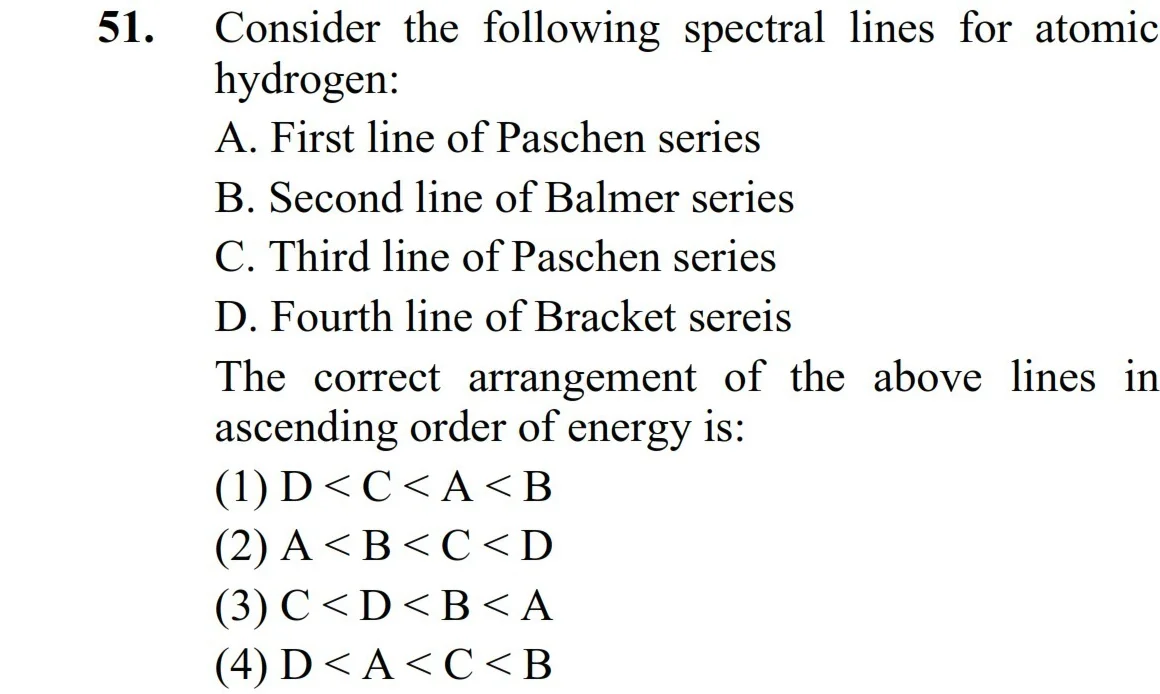 51. Consider the following spectral lines for atomic
hydrogen:
A. First line of Paschen series
B. Second line of Balmer series
C. Third line of Paschen series
D. Fourth line of Bracket sereis
The correct arrangement of the above lines in
ascending order of energy is:
(1) D < C < A < B
(2) A < B < C < D
(3) C < D < B < A
(4) D < A < C < B